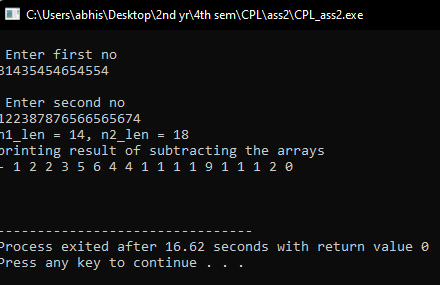 C:\Users\abhis\Desktop\2nd yr\4th sem\CPL\ass2\CPL_ass2.exe
Enter first no
31435454654554
Enter second no
122387876566565674
n1_len = 14, n2_len = 18
printing result of subtracting the arrays
- 1 2 2 3 5 6 4 4 1 1 1 1 9 1 1 1 2 0
--------------------------------
Process exited after 16.62 seconds with return value 0
Press any key to continue . . .